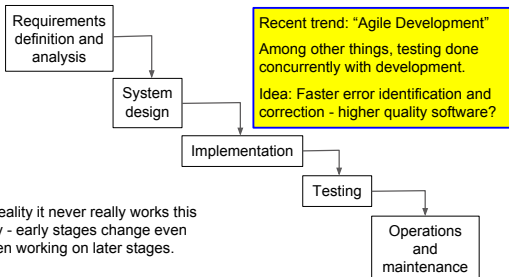 Requirements
definition and
analysis
Recent trend: “Agile Development”
Among other things, testing done
concurrently with development.
Idea: Faster error identification and
correction - higher quality software?
System
design
Implementation
Testing
eality it never really works this
- early stages change even
en working on later stages.
Operations
and
maintenance